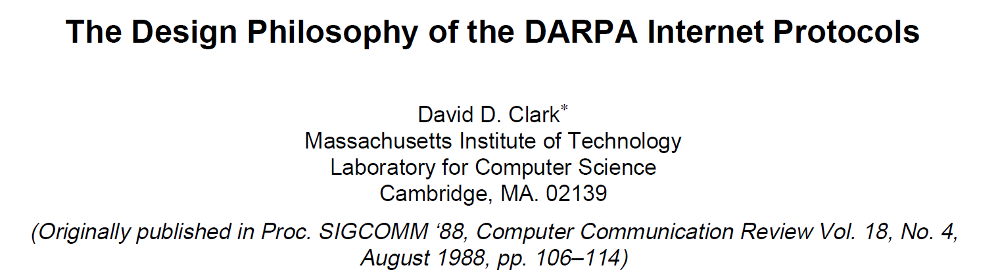 The Design Philosophy of the DARPA Internet Protocols
David D. Clark*
Massachusetts Institute of Technology
Laboratory for Computer Science
Cambridge, MA. 02139
(Originally published in Proc. SIGCOMM ‘88, Computer Communication Review Vol. 18, No. 4,
August 1988, pp. 106–114)